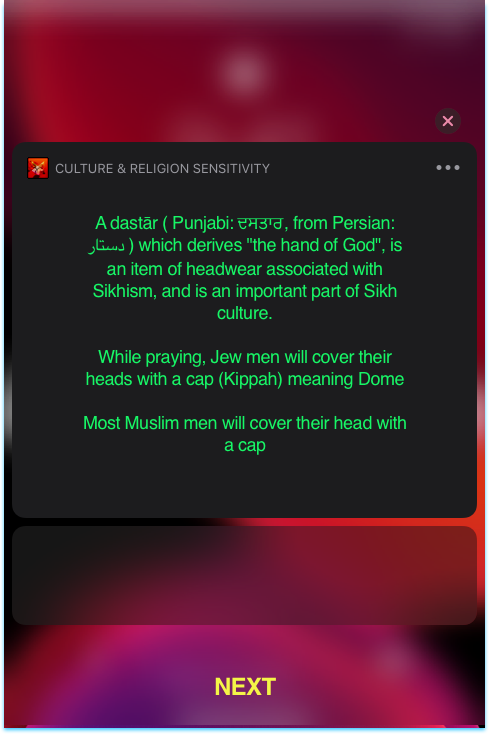 CULTURE & RELIGION SENSITIVITY
A dastār ( Punjabi: ਦਸਤਾਰ, from Persian:
دستار ) which derives "the hand of God", is
an item of headwear associated with
Sikhism, and is an important part of Sikh
culture.
While praying, Jew men will cover their
heads with a cap (Kippah) meaning Dome
Most Muslim men will cover their head with
a cap
NEXT